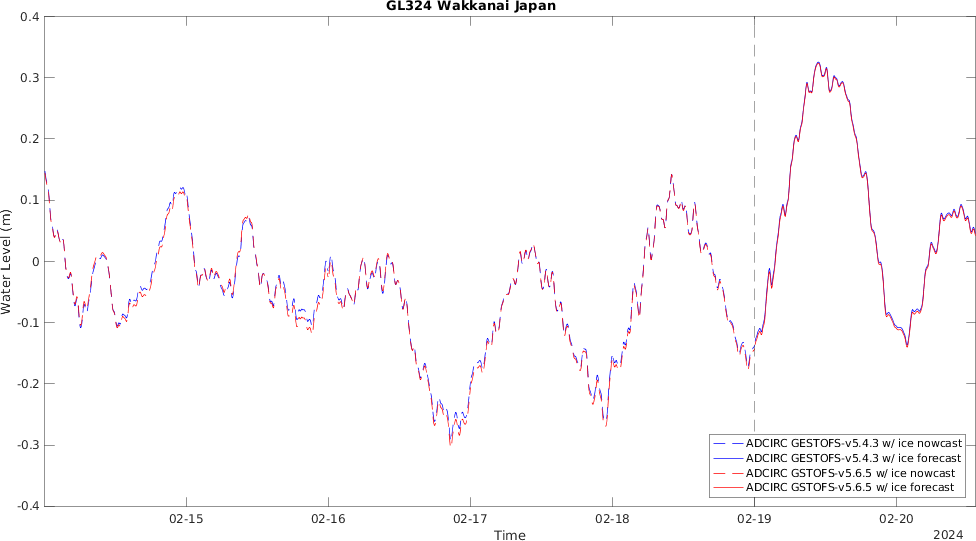 GL324 Wakkanai Japan
0.4
0.3
0.2
0.1
0
-0.1
-0.2
-0.3
-0.4
Water Level (m)
02-15
02-16
02-17
02-18
02-19
02-20
Time
2024
ADCIRC GESTOFS-v5.4.3 w/ ice nowcast
ADCIRC GESTOFS-v5.4.3 w/ ice forecast
ADCIRC GSTOFS-v5.6.5 w/ ice nowcast
ADCIRC GSTOFS-v5.6.5 w/ ice forecast